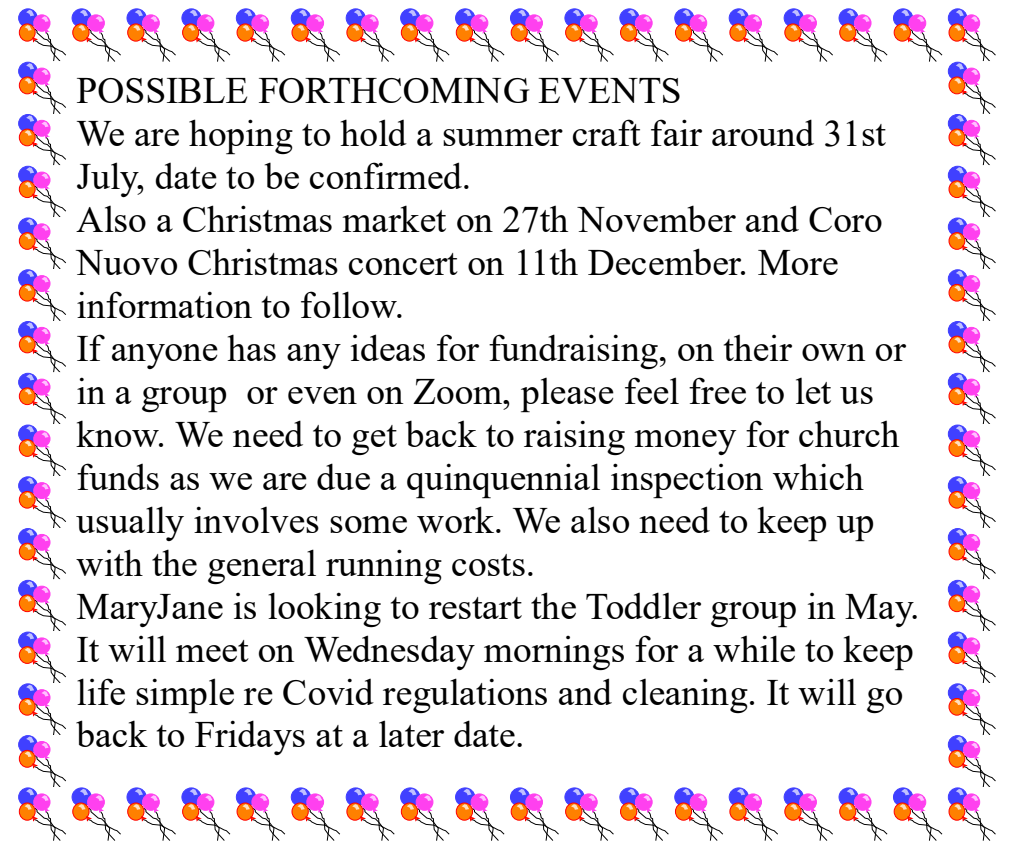 POSSIBLE FORTHCOMING EVENTS
We are hoping to hold a summer craft fair around 31st
July, date to be confirmed.
Also a Christmas market on 27th November and Coro
Nuovo Christmas concert on 11th December. More
information to follow.
If anyone has any ideas for fundraising, on their own or
in a group  or even on Zoom, please feel free to let us
know. We need to get back to raising money for church
funds as we are due a quinquennial inspection which
usually involves some work. We also need to keep up
with the general running costs.
MaryJane is looking to restart the Toddler group in May.
It will meet on Wednesday mornings for a while to keep
life simple re Covid regulations and cleaning. It will go
back to Fridays at a later date.